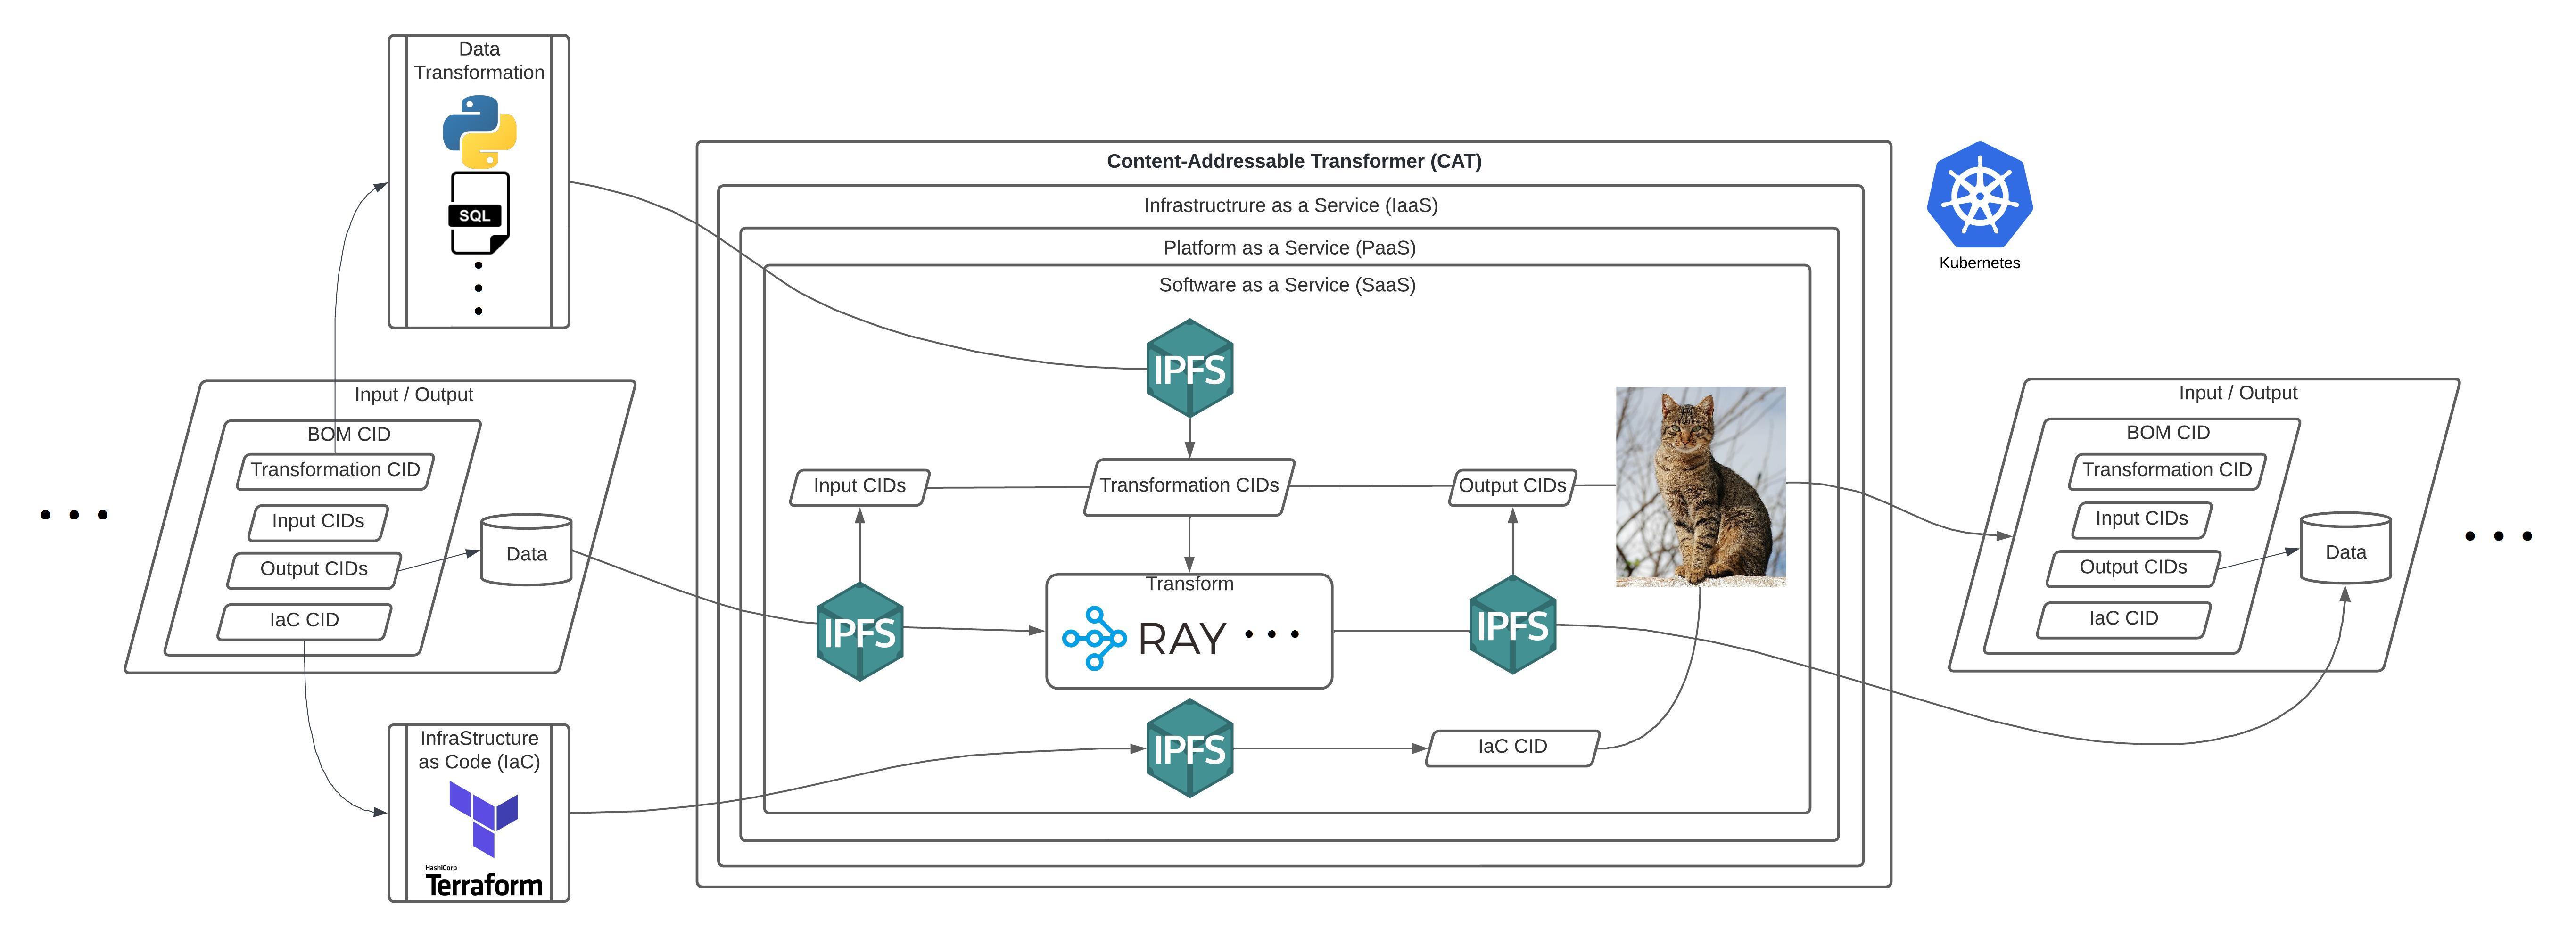 Data
Transformation
SQL
Content-Addressable Transformer (CAT)
Infrastructrure as a Service (IaaS)
Platform as a Service (PaaS)
Software as a Service (SaaS)
Kubernetes
Input / Output
BOM CID
Transformation CID
Input CIDs
Output CIDs
IaC CID
Data
InfraStructure
as Code (IaC)
HashiCorp
Terraform
IPFS
Input CIDs
Transformation CIDs
Output CIDs
IPFS
Transform
RAY
IPFS
IPFS
IaC CID
Input / Output
BOM CID
Transformation CID
Input CIDs
Output CIDs
IaC CID
Data